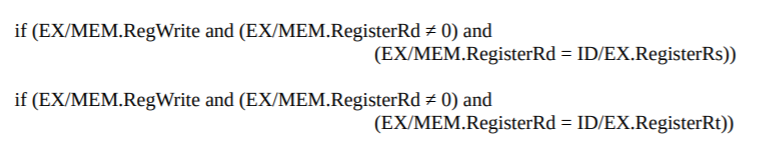 if (EX/MEM.RegWrite and (EX/MEM.RegisterRd ≠ 0) and
(EX/MEM.RegisterRd = ID/EX.RegisterRs))
if (EX/MEM.RegWrite and (EX/MEM.RegisterRd ≠ 0) and
(EX/MEM.RegisterRd = ID/EX.RegisterRt))